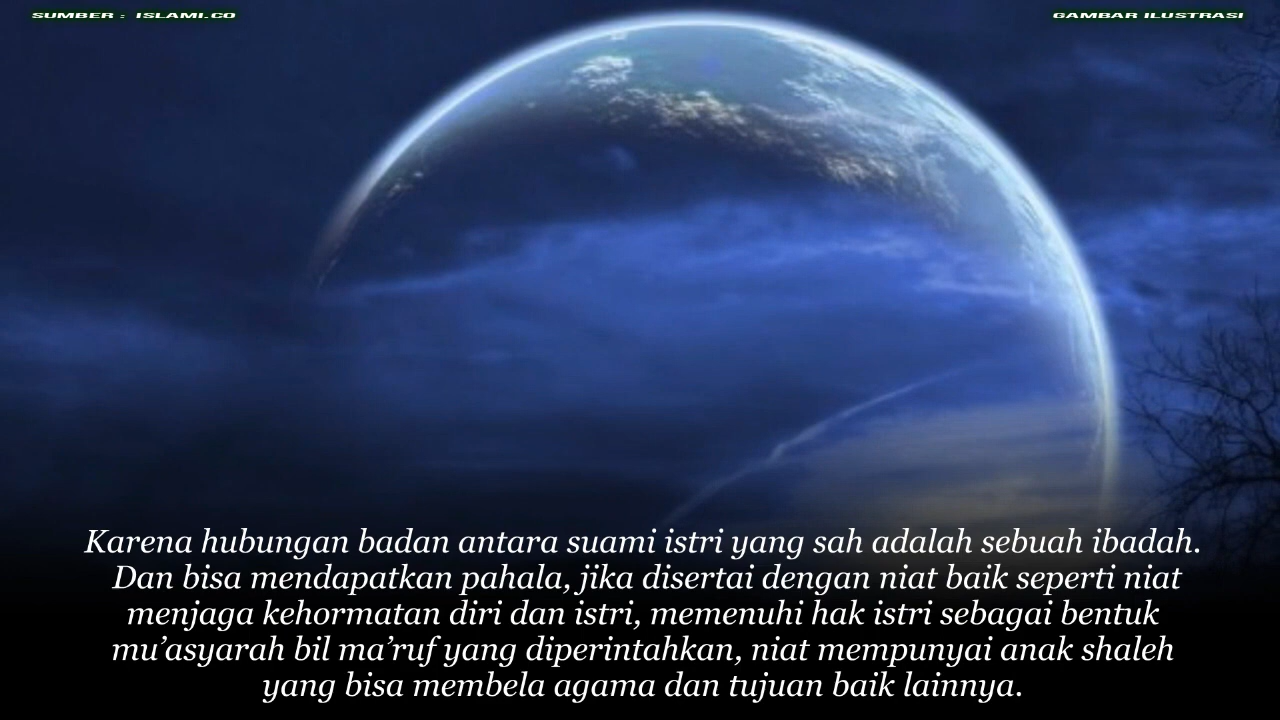 SUMBER : ISLAMI.CO
GAMBAR ILUSTRASI
Karena hubungan badan antara suami istri yang sah adalah sebuah ibadah.
Dan bisa mendapatkan pahala, jika disertai dengan niat baik seperti niat
menjaga kehormatan diri dan istri, memenuhi hak istri sebagai bentuk
mu’asyarah bil ma’ruf yang diperintahkan, niat mempunyai anak shaleh
yang bisa membela agama dan tujuan baik lainnya.